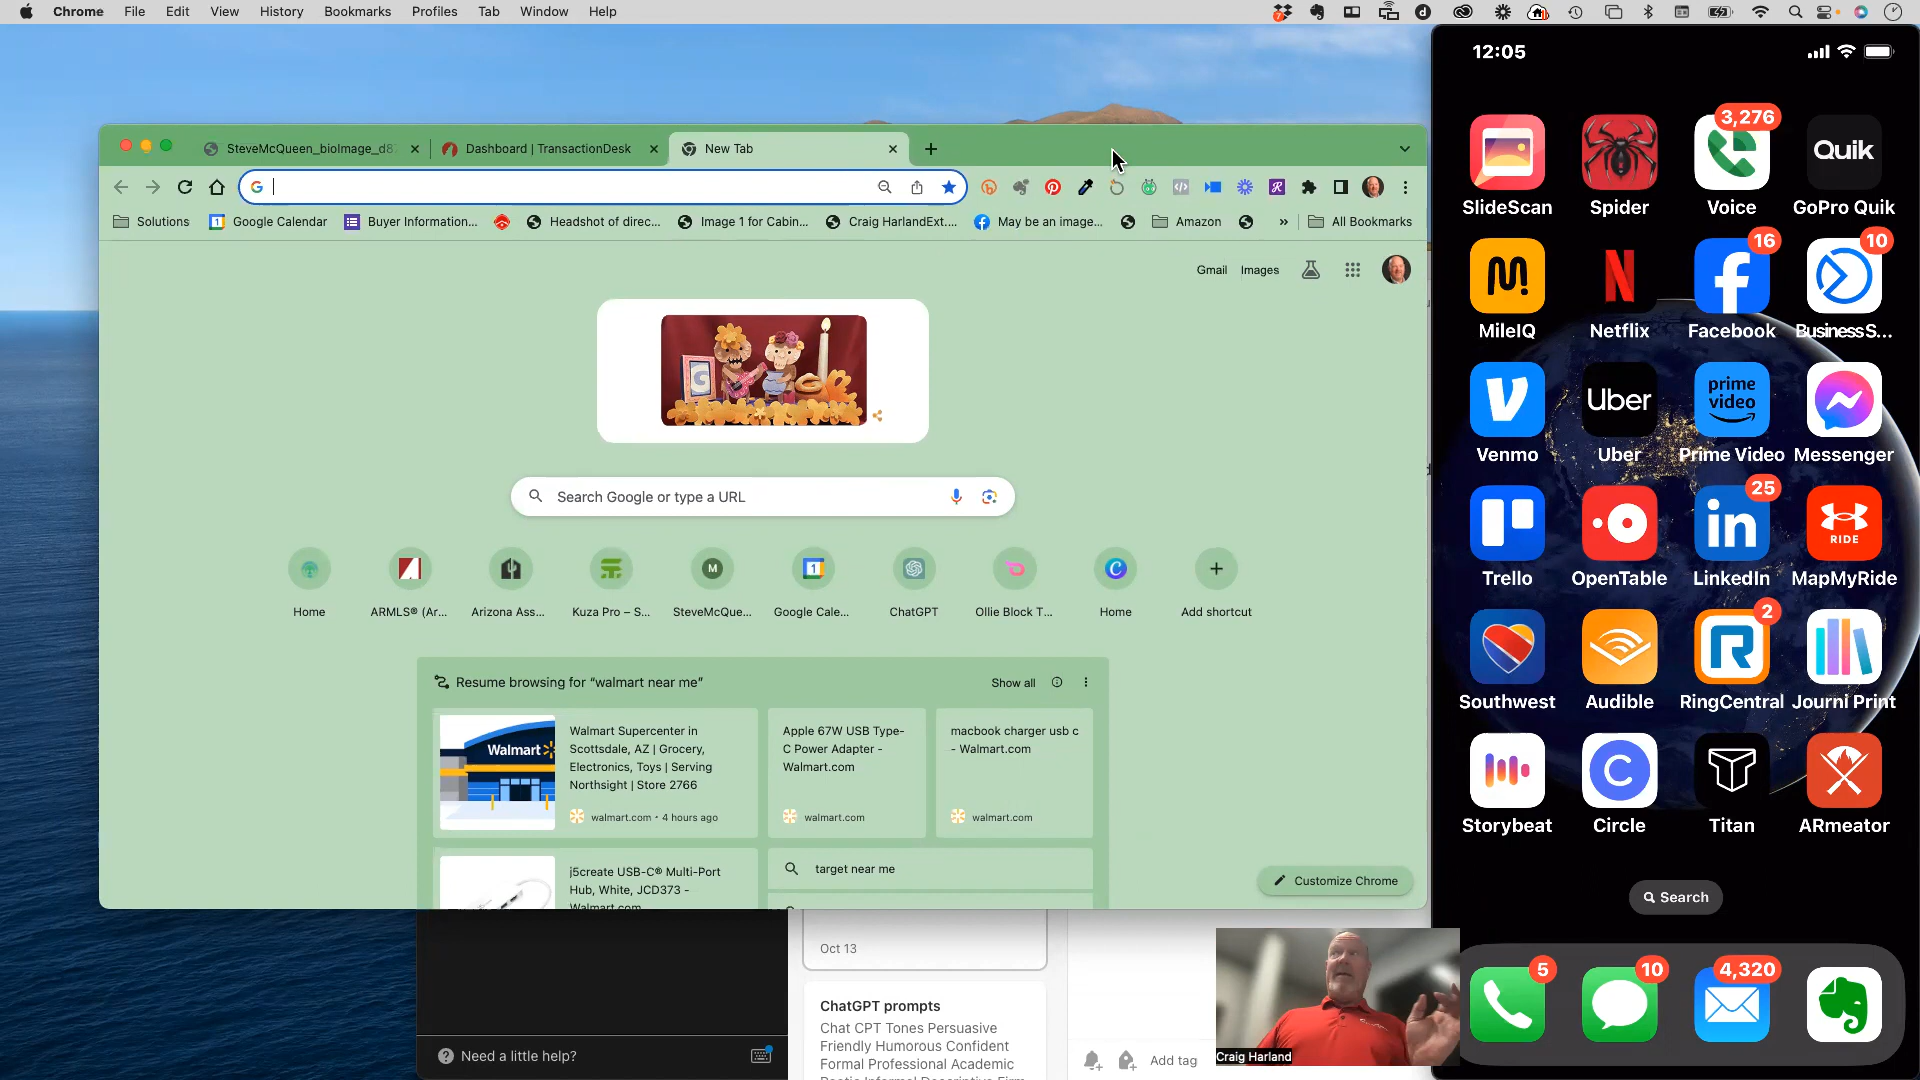 Chrome File Edit View History Bookmarks Profiles Tab Window Help
SteveMcQueen_bioImage_d8
Dashboard | TransactionDesk
New Tab
Solutions
Google Calendar
Buyer Information...
Headshot of direc...
Image 1 for Cabin...
Craig HarlandExt....
May be an image...
Amazon
»
All Bookmarks
Gmail Images
Search Google or type a URL
Home
ARMLS® (Ar...
Arizona Ass...
Kuza Pro – S...
M
SteveMcQue...
Google Cale...
ChatGPT
Ollie Block T...
Home
Add shortcut
Resume browsing for “walmart near me”
Show all
Walmart
Walmart Supercenter in
Scottsdale, AZ | Grocery,
Electronics, Toys | Serving
Northsight | Store 2766
walmart.com • 4 hours ago
Apple 67W USB Type-
C Power Adapter -
Walmart.com
walmart.com
macbook charger usb c
- Walmart.com
walmart.com
j5create USB-C® Multi-Port
Hub, White, JCD373 -
Walmart.com
target near me
Customize Chrome
Need a little help?
Oct 13
ChatGPT prompts
Chat CPT Tones Persuasive
Friendly Humorous Confident
Formal Professional Academic
Add tag
Craig Harland
12:05
3,276
Quik
SlideScan Spider Voice GoPro Quik
16 10
MileIQ Netflix Facebook BusinessS...
Uber
prime video
Venmo Uber Prime Video Messenger
25
in
RIDE
Trello OpenTable LinkedIn MapMyRide
2
Southwest Audible RingCentral Journi Print
Storybeat Circle Titan ARmeator
Search
5 10 4,320